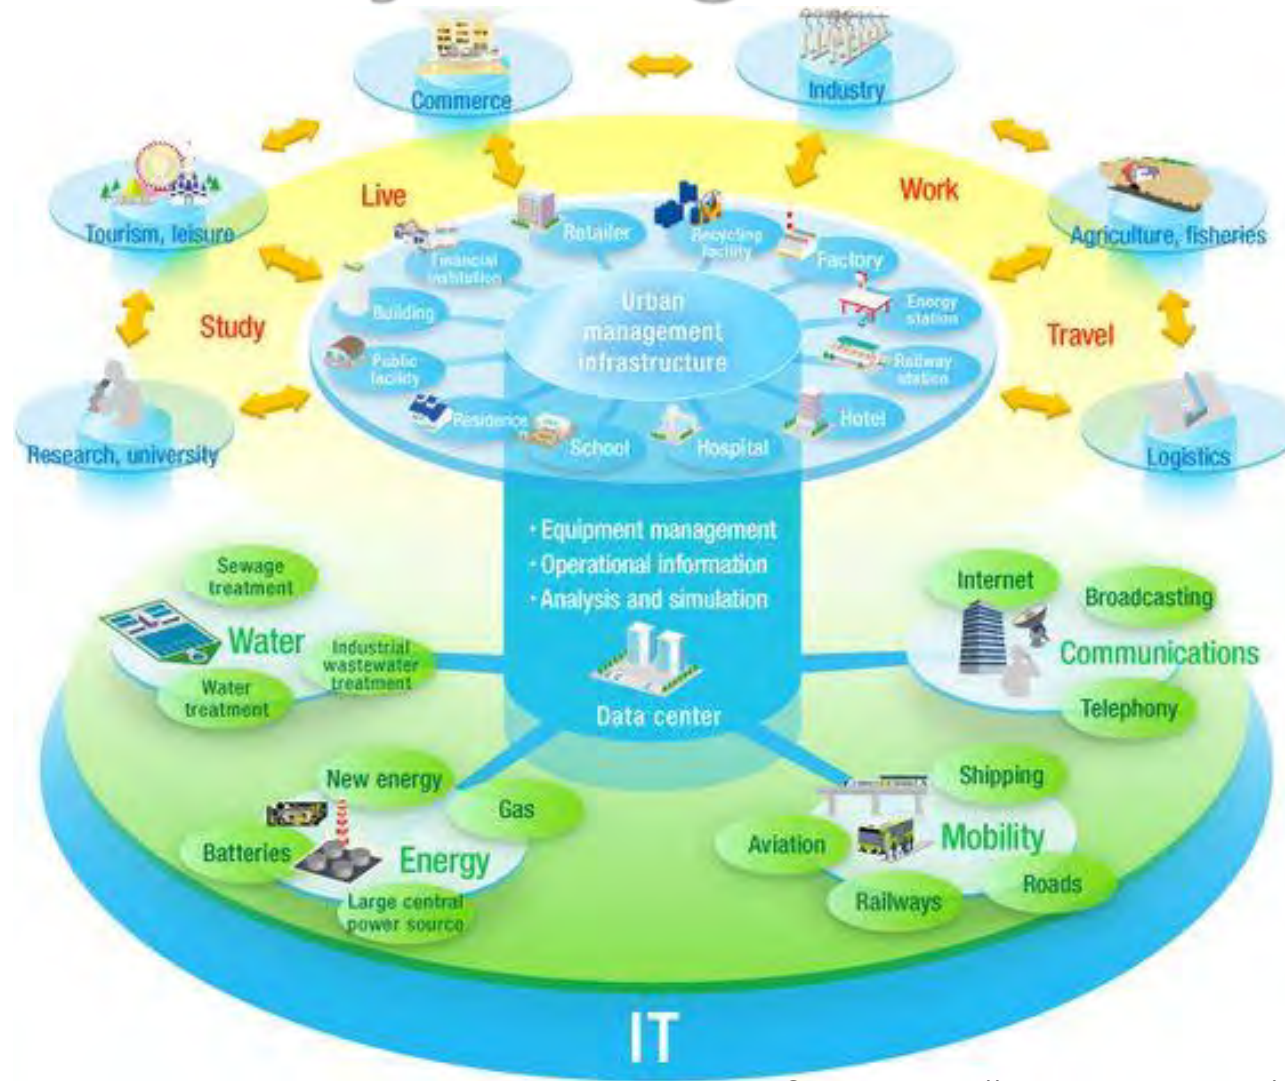 Commerce
Industry
Live
Work
Tourism, leisure
Agriculture, fisheries
Retailer
Recycling
facility
Financial
institution
Factory
Urban
management
infrastructure
Building
Energy
station
Study
Travel
Public
facility
Railway
station
Residence
School
Hospital
Hotel
Research, university
Logistics
• Equipment management
• Operational information
• Analysis and simulation
Data center
Sewage
treatment
Water
Industrial
wastewater
treatment
Water
treatment
Internet
Broadcasting
Communications
Telephony
New energy
Gas
Batteries
Energy
Large central
power source
Shipping
Aviation
Mobility
Railways
Roads
IT